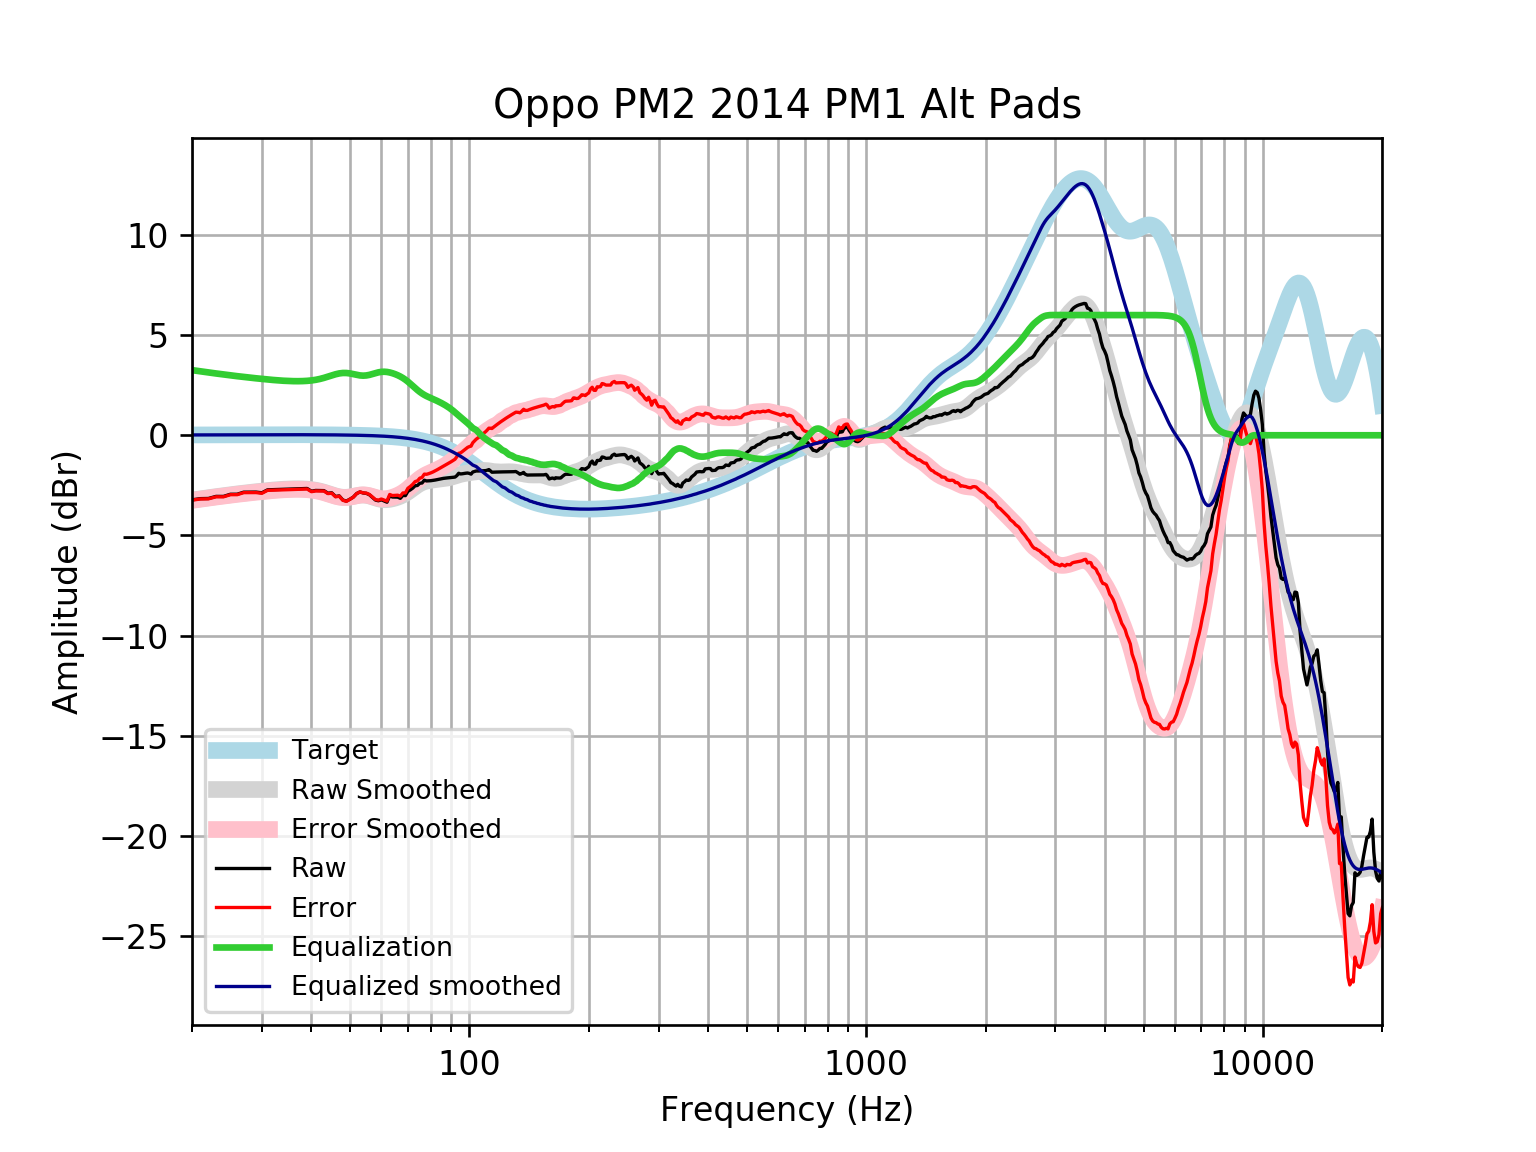 Oppo PM2 2014 PM1 Alt Pads
Amplitude (dBr)
10
5
0
−5
−10
−15
−20
−25
Target
Raw Smoothed
Error Smoothed
Raw
Error
Equalization
Equalized smoothed
100 1000 10000
Frequency (Hz)